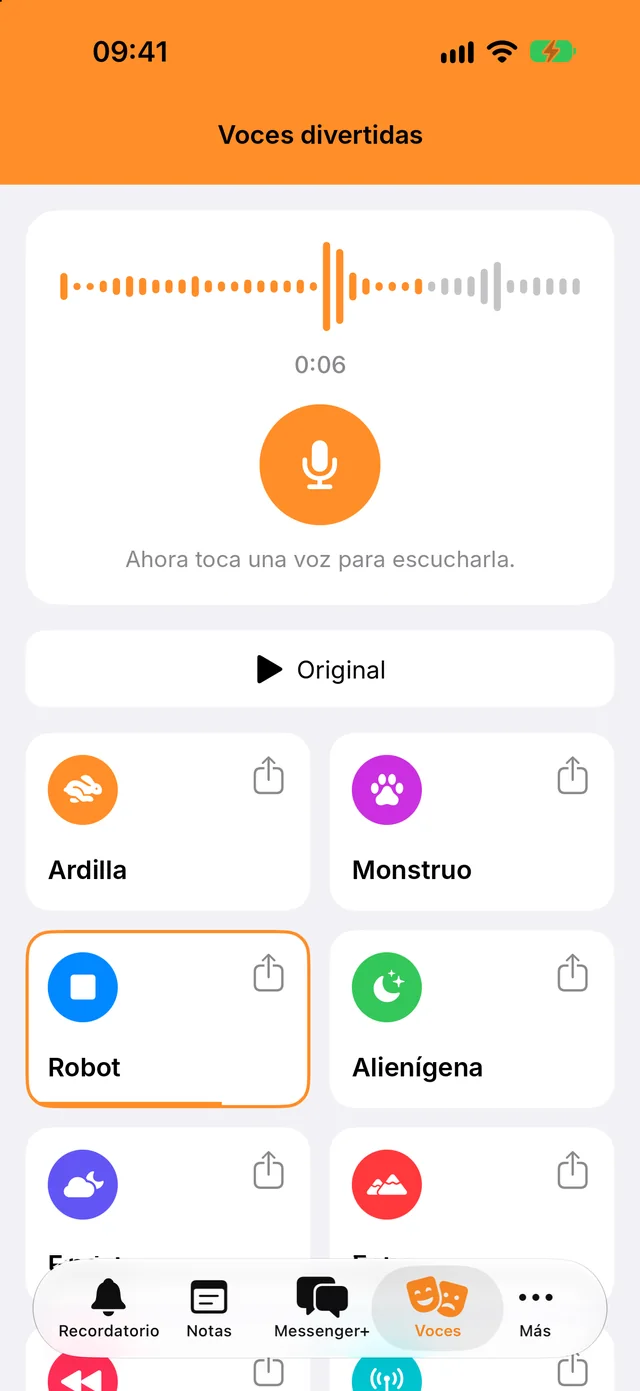 09:41
Voces divertidas
0:06
Ahora toca una voz para escucharla.
Original
Ardilla
Monstruo
Robot
Alienígena
Recordatorio
Notas
Messenger+
Voces
Más